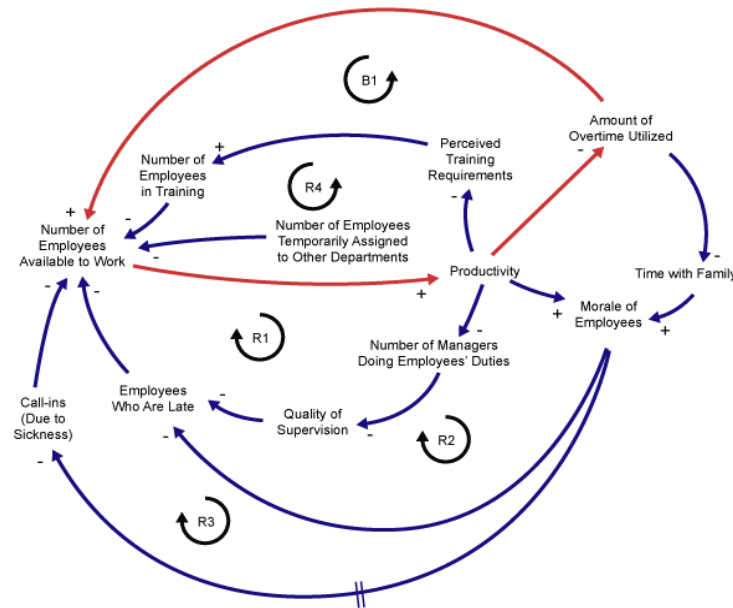 B1
Amount of
Overtime Utilized
-
+
Number of
Employees
in Training
Perceived
Training
Requirements
-
R4
-
+
Number of
Employees
Available to Work
-
Number of Employees
Temporarily Assigned
to Other Departments
-
Time with Family
Productivity
+
-
-
+
Morale of
Employees
+
R1
-
Number of Managers
Doing Employees' Duties
Call-ins
(Due to
Sickness)
-
Employees
Who Are Late
-
-
Quality of
Supervision
-
R2
R3